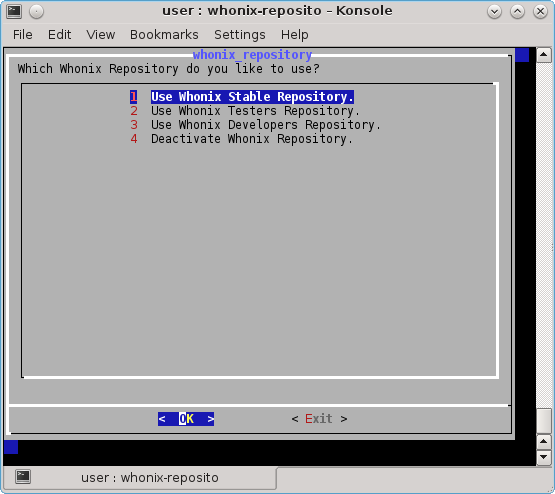 user : whonix-reposito – Konsole
File Edit View Bookmarks Settings Help
whonix_repository
Which Whonix Repository do you like to use?
1 Use Whonix Stable Repository.
2 Use Whonix Testers Repository.
3 Use Whonix Developers Repository.
4 Deactivate Whonix Repository.
< OK > < Exit >
user : whonix-reposito